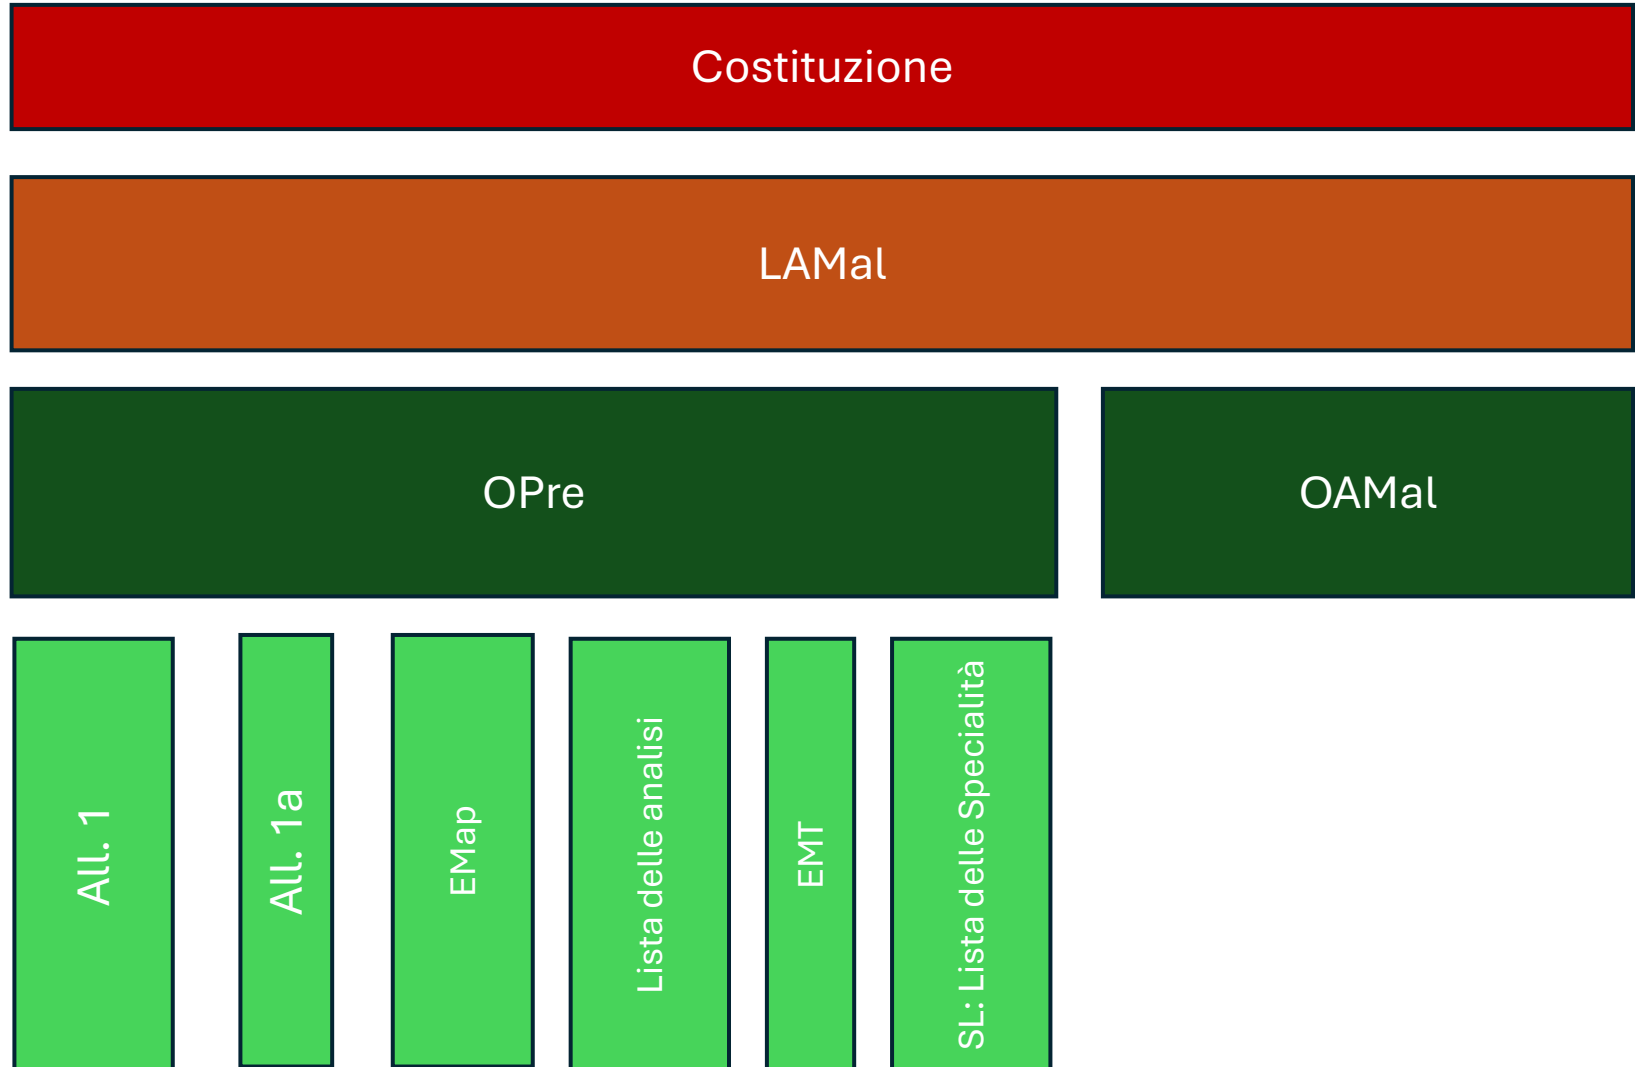 Costituzione
LAMal
OPre
OAMal
All. 1
All. 1a
EMap
Lista delle analisi
EMT
SL: Lista delle Specialità